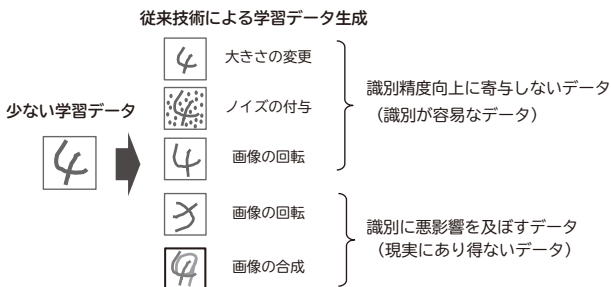 従来技術による学習データ生成
少ない学習データ
4
4
大きさの変更
4
ノイズの付与
4
画像の回転
画像の回転
画像の合成
識別精度向上に寄与しないデータ
（識別が容易なデータ）
識別に悪影響を及ぼすデータ
（現実にあり得ないデータ）